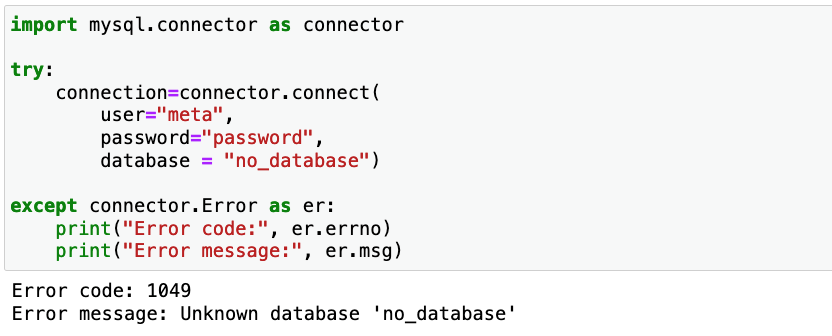 import mysql.connector as connector
try:
    connection=connector.connect(
        user="meta",
        password="password",
        database = "no_database")
except connector.Error as er:
    print("Error code:", er.errno)
    print("Error message:", er.msg)
Error code: 1049
Error message: Unknown database 'no_database'